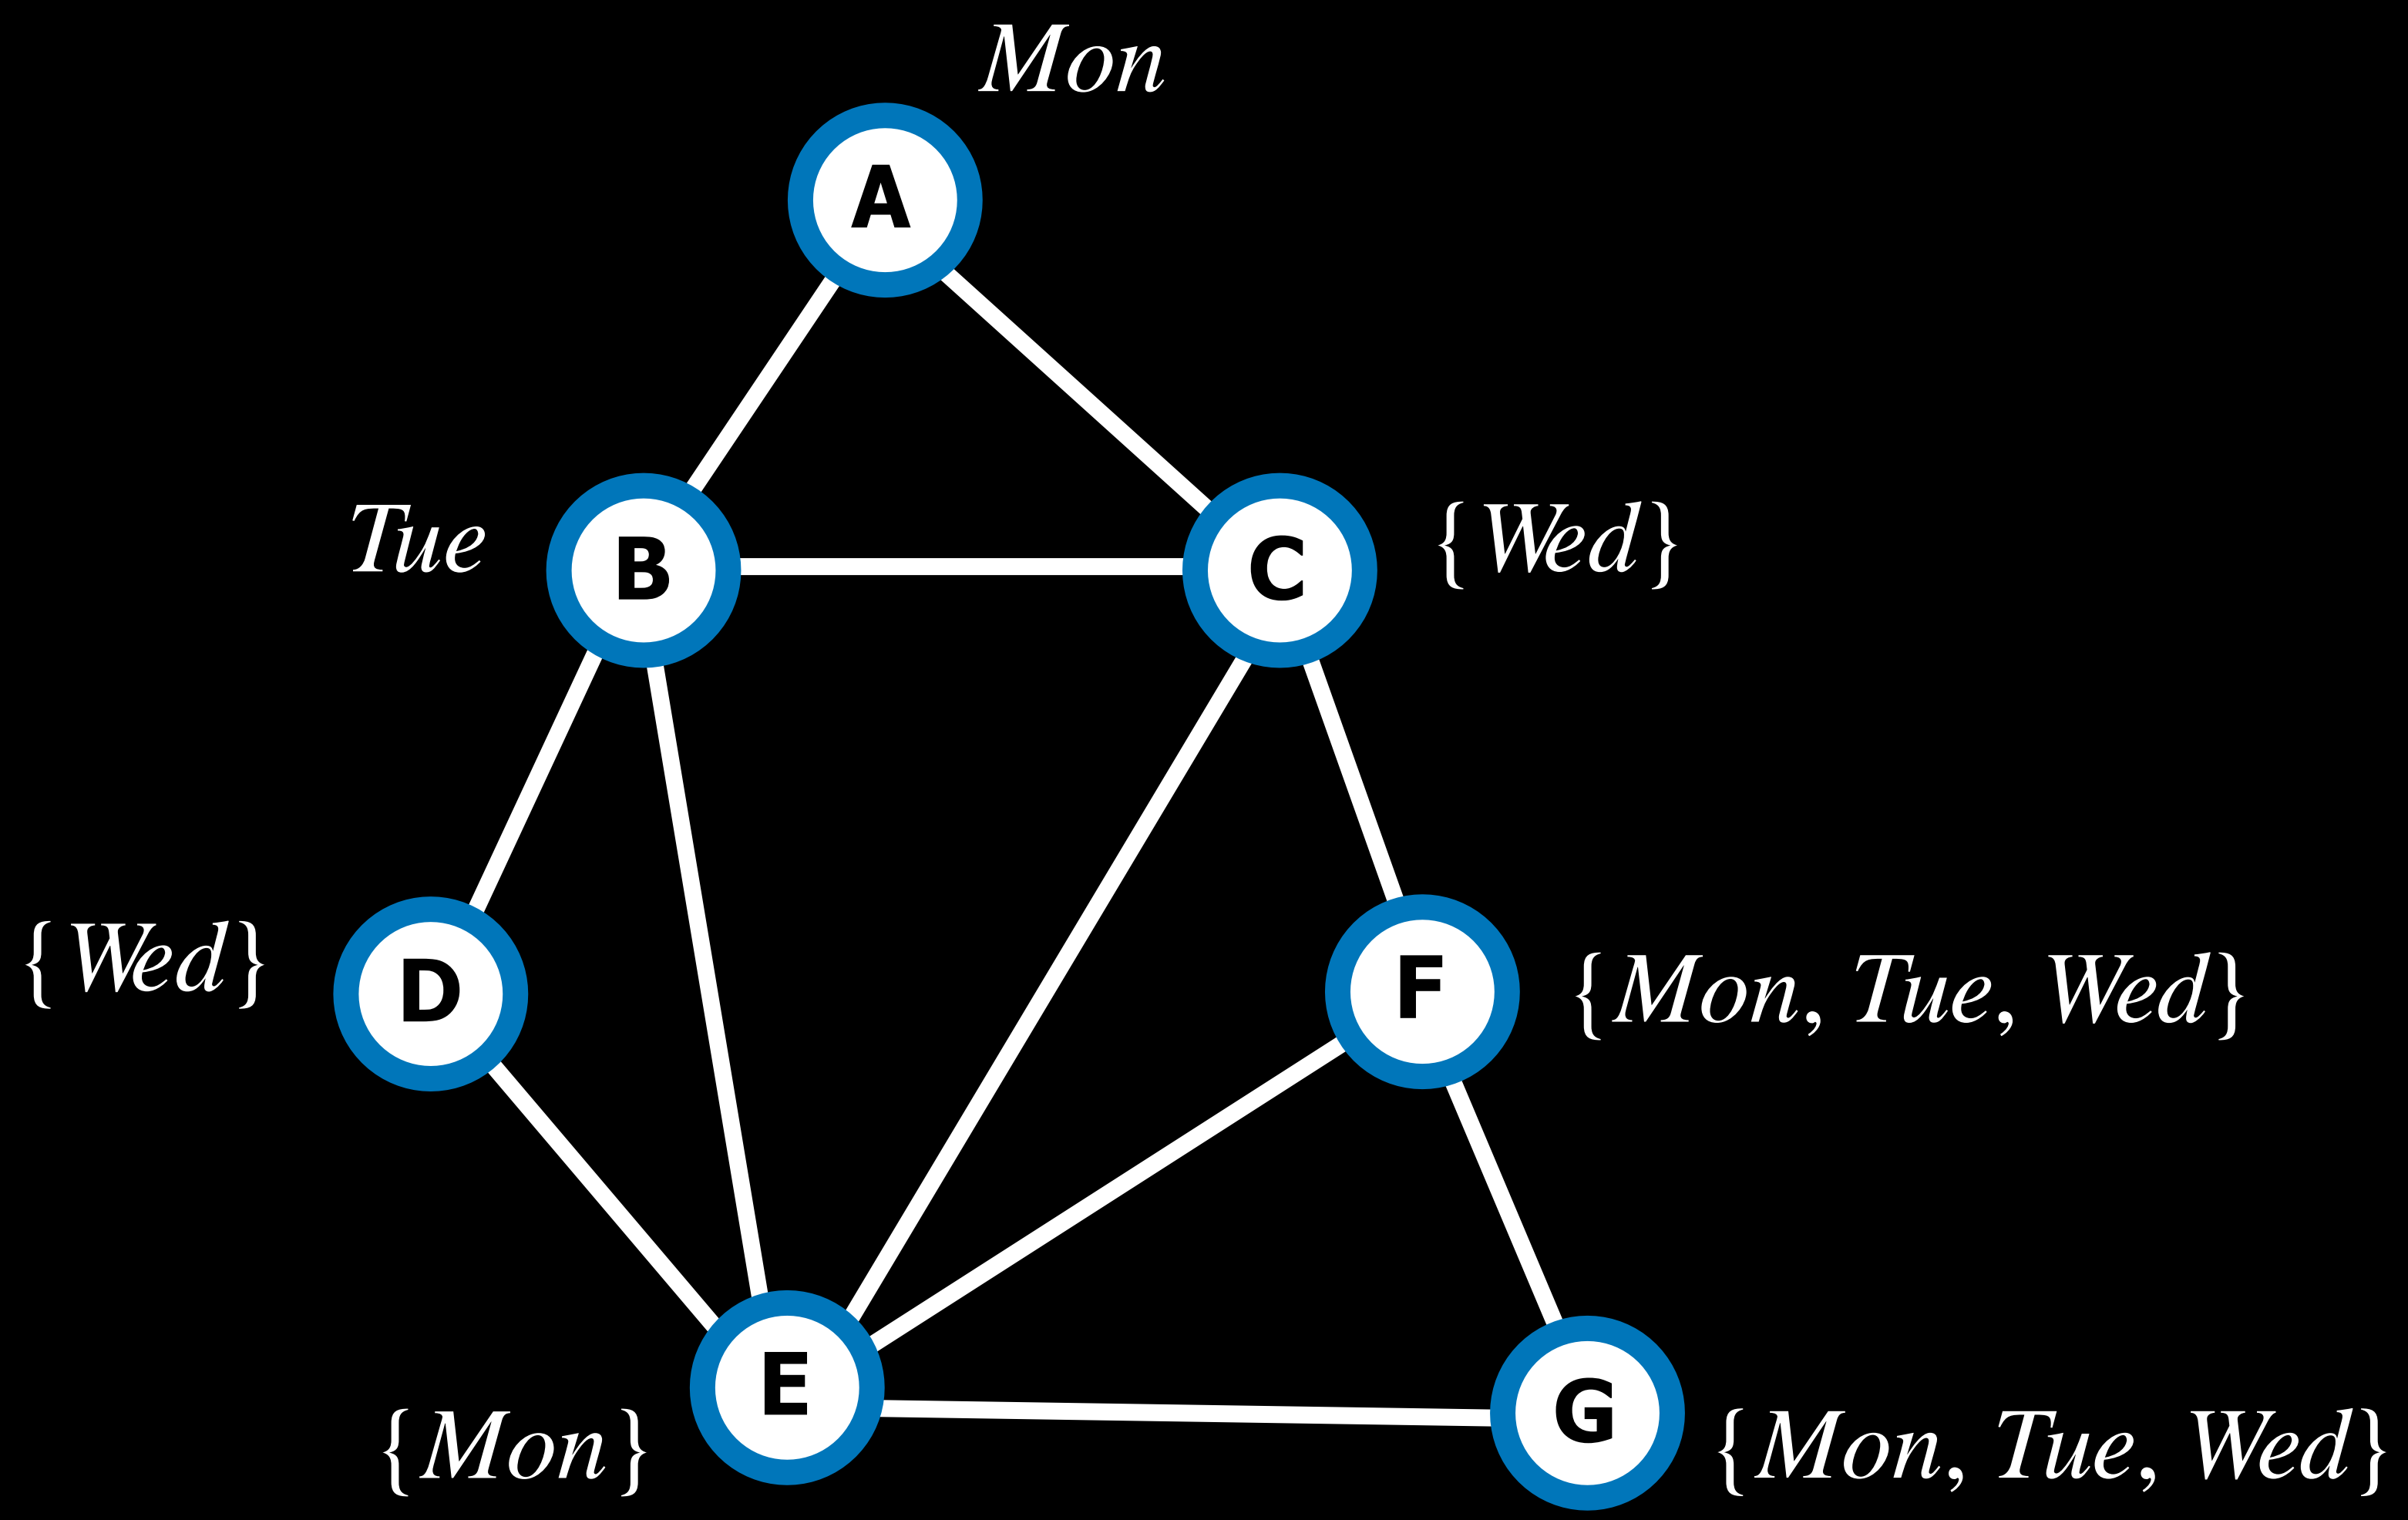 Mon
A
Tue
B
C
{Wed}
{Wed}
D
F
{Mon, Tue, Wed}
{Mon}
E
G
{Mon, Tue, Wed}